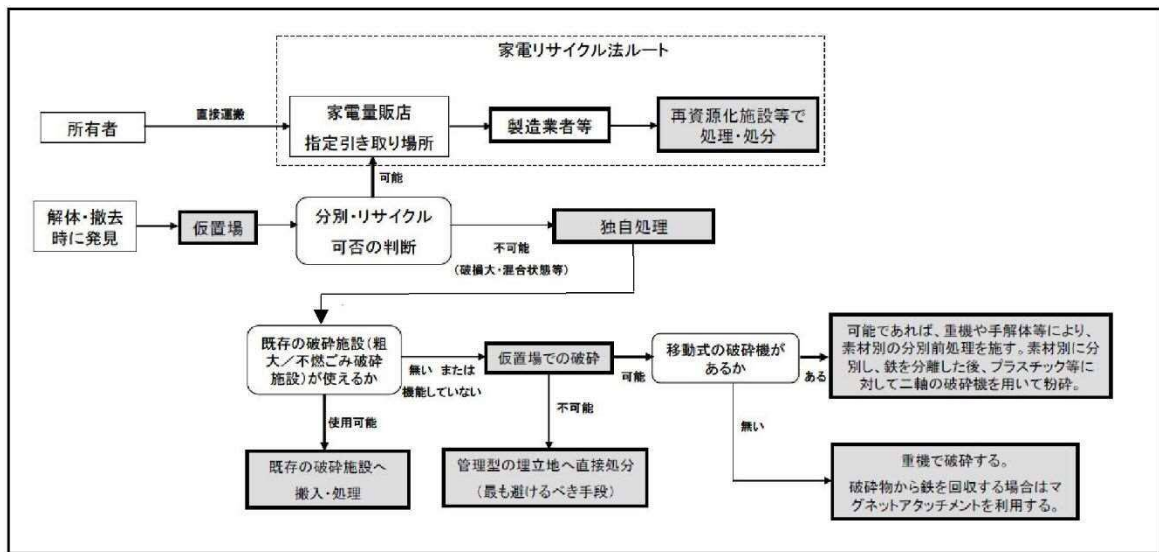 家電リサイクル法ルート
所有者
直接運搬
家電量販店
指定引き取り場所
製造業者等
再資源化施設等で
処理・処分
可能
解体・撤去
時に発見
仮置場
分別・リサイクル
可否の判断
不可能
（破損大・混合状態等）
独自処理
既存の破砕施設（粗
大／不燃ごみ破砕
施設）が使えるか
無い または
機能していない
仮置場での破砕
可能
移動式の破砕機が
あるか
ある
可能であれば、重機や手解体等により、
素材別の分別前処理を施す。素材別に分
別し、鉄を分離した後、プラスチック等に
対して二軸の破砕機を用いて粉砕。
使用可能
不可能
無い
既存の破砕施設へ
搬入・処理
管理型の埋立地へ直接処分
（最も避けるべき手段）
重機で破砕する。
破砕物から鉄を回収する場合はマ
グネットアタッチメントを利用する。